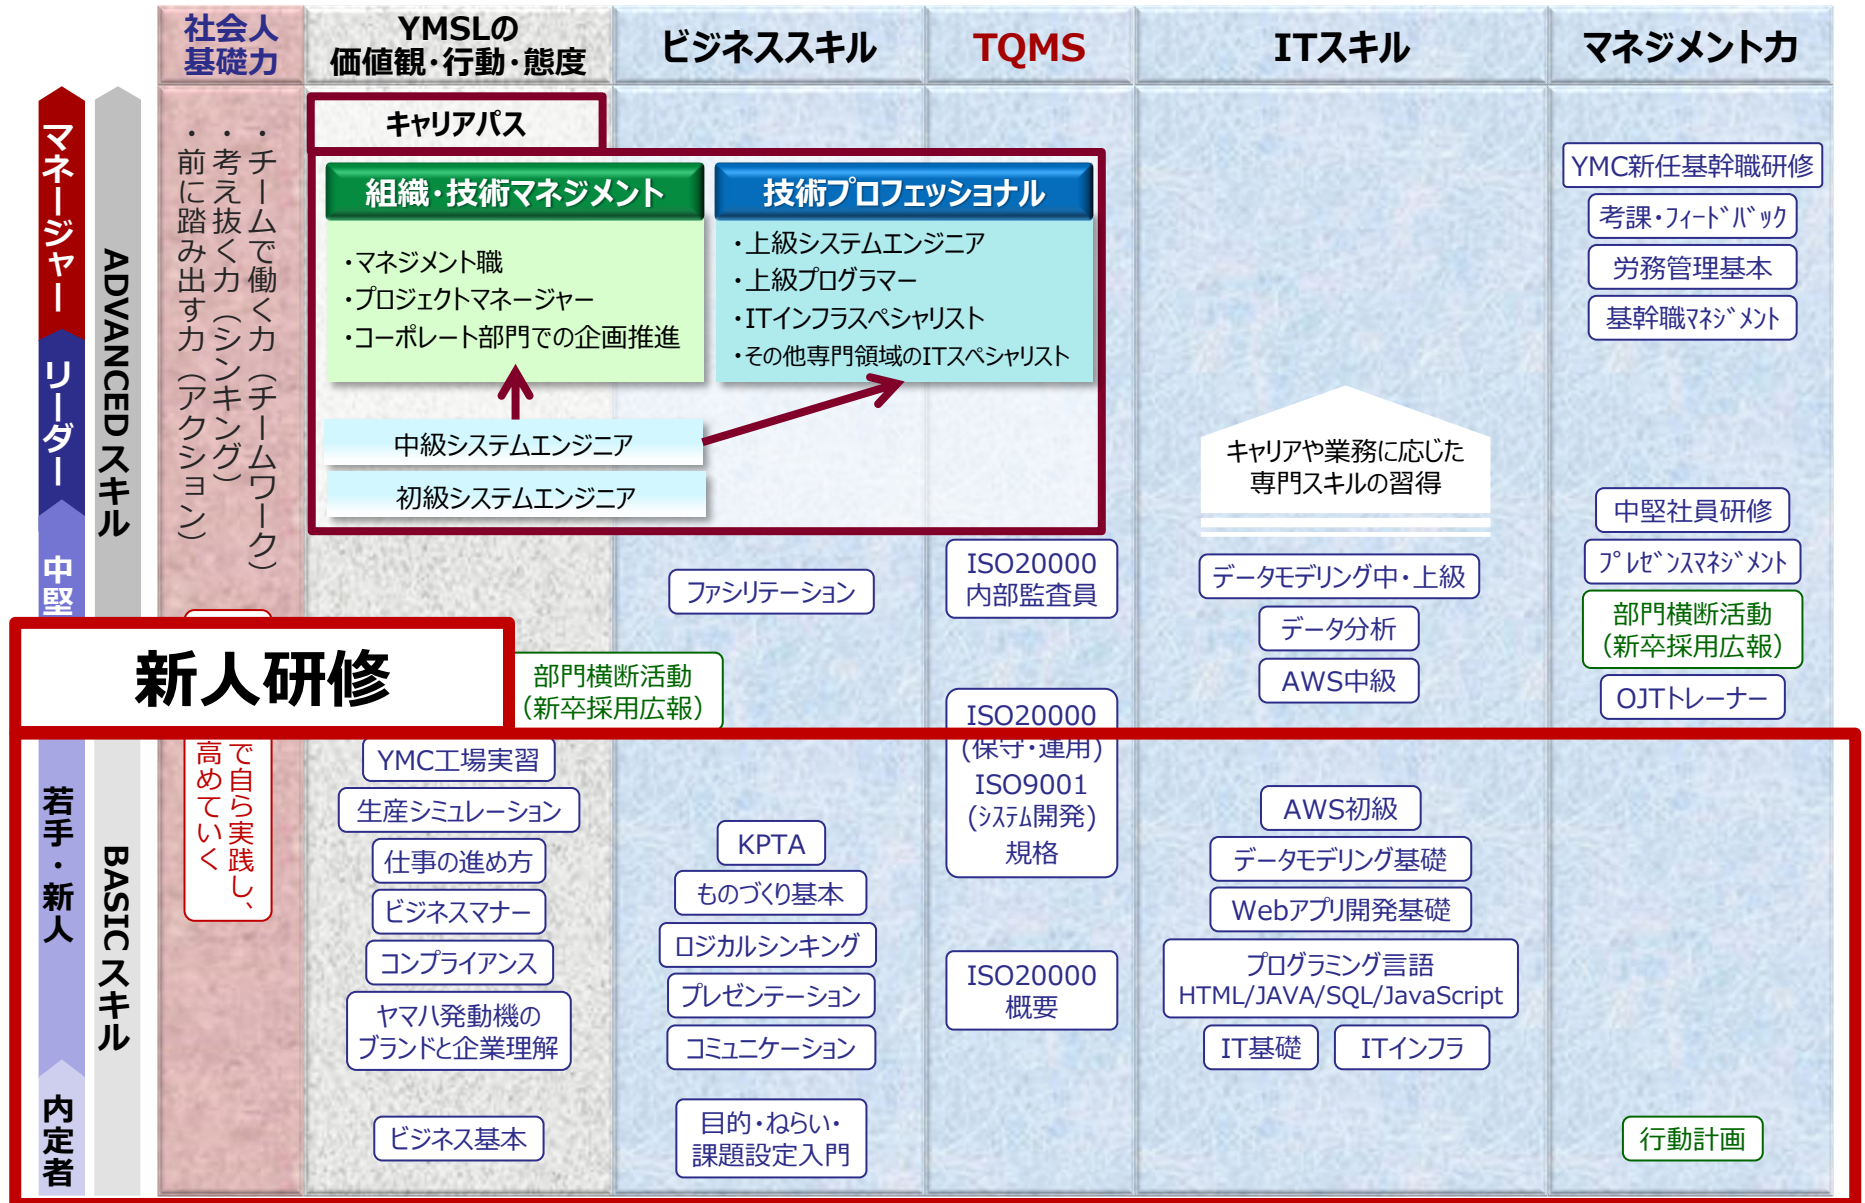 社会人
基礎力
YMSLの
価値観・行動・態度
ビジネススキル
TQMS
ITスキル
マネジメント力
マネージャー
リーダー
中堅
若手・新人
内定者
ADVANCED スキル
BASIC スキル
・チームで働く力（チームワーク）
・考え抜く力（シンキング）
・前に踏み出す力（アクション）
で自ら実践し、
高めていく
キャリアパス
組織・技術マネジメント
・マネジメント職
・プロジェクトマネージャー
・コーポレート部門での企画推進
技術プロフェッショナル
・上級システムエンジニア
・上級プログラマー
・ITインフラスペシャリスト
・その他専門領域のITスペシャリスト
中級システムエンジニア
初級システムエンジニア
新人研修
部門横断活動
（新卒採用広報）
YMC工場実習
生産シミュレーション
仕事の進め方
ビジネスマナー
コンプライアンス
ヤマハ発動機の
ブランドと企業理解
ビジネス基本
ファシリテーション
KPTA
ものづくり基本
ロジカルシンキング
プレゼンテーション
コミュニケーション
目的・ねらい・
課題設定入門
ISO20000
内部監査員
ISO20000
(保守・運用)
ISO9001
(ｼｽﾃﾑ開発)
規格
ISO20000
概要
キャリアや業務に応じた
専門スキルの習得
データモデリング中・上級
データ分析
AWS中級
AWS初級
データモデリング基礎
Webアプリ開発基礎
プログラミング言語
HTML/JAVA/SQL/JavaScript
IT基礎
ITインフラ
YMC新任基幹職研修
考課・ﾌｨｰﾄﾞﾊﾞｯｸ
労務管理基本
基幹職ﾏﾈｼﾞﾒﾝﾄ
中堅社員研修
ﾌﾟﾚｾﾞﾝｽﾏﾈｼﾞﾒﾝﾄ
部門横断活動
（新卒採用広報）
OJTトレーナー
行動計画